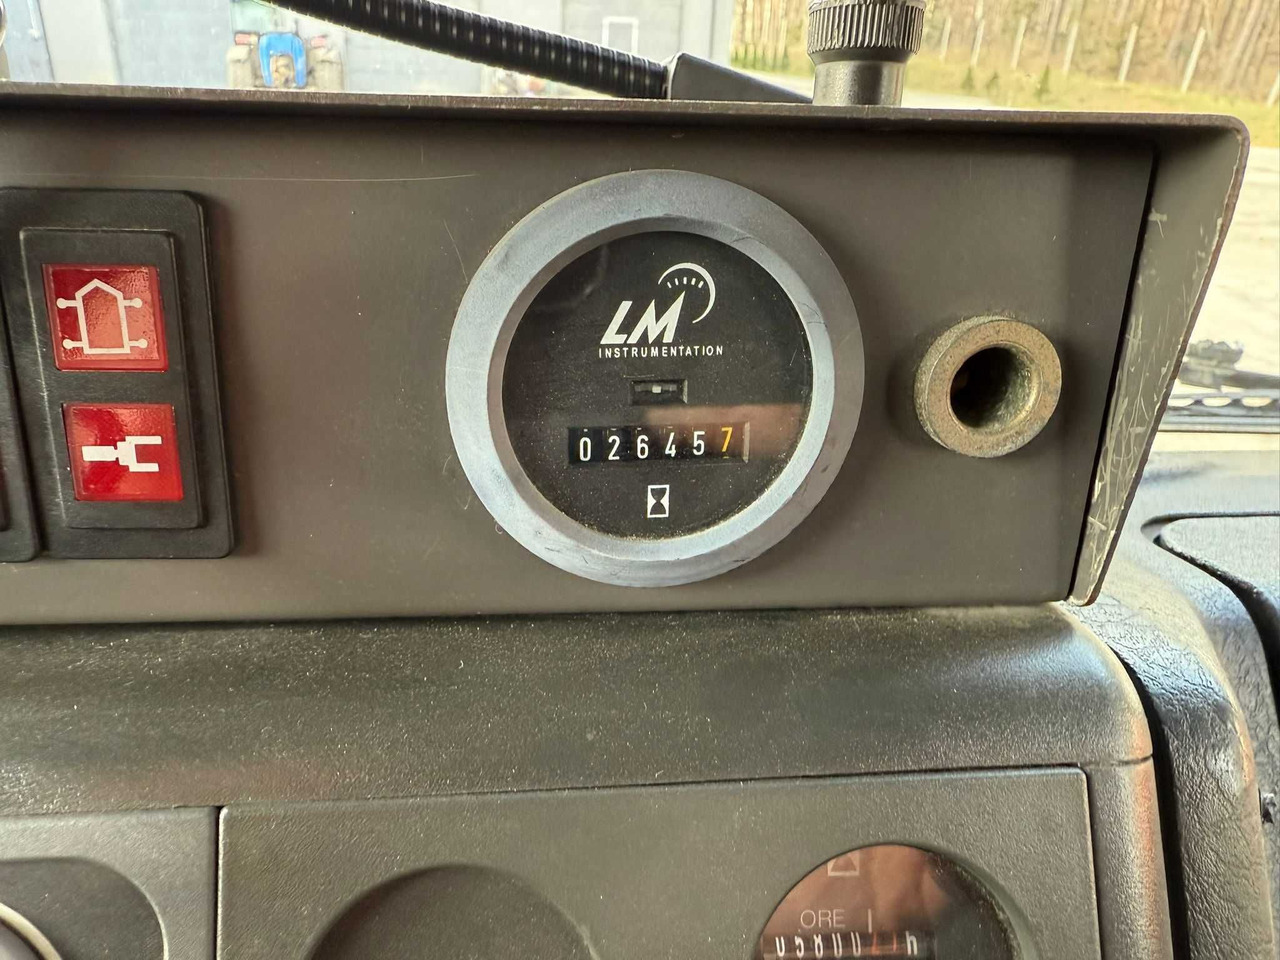 LM
INSTRUMENTATION
026457
ORE
h